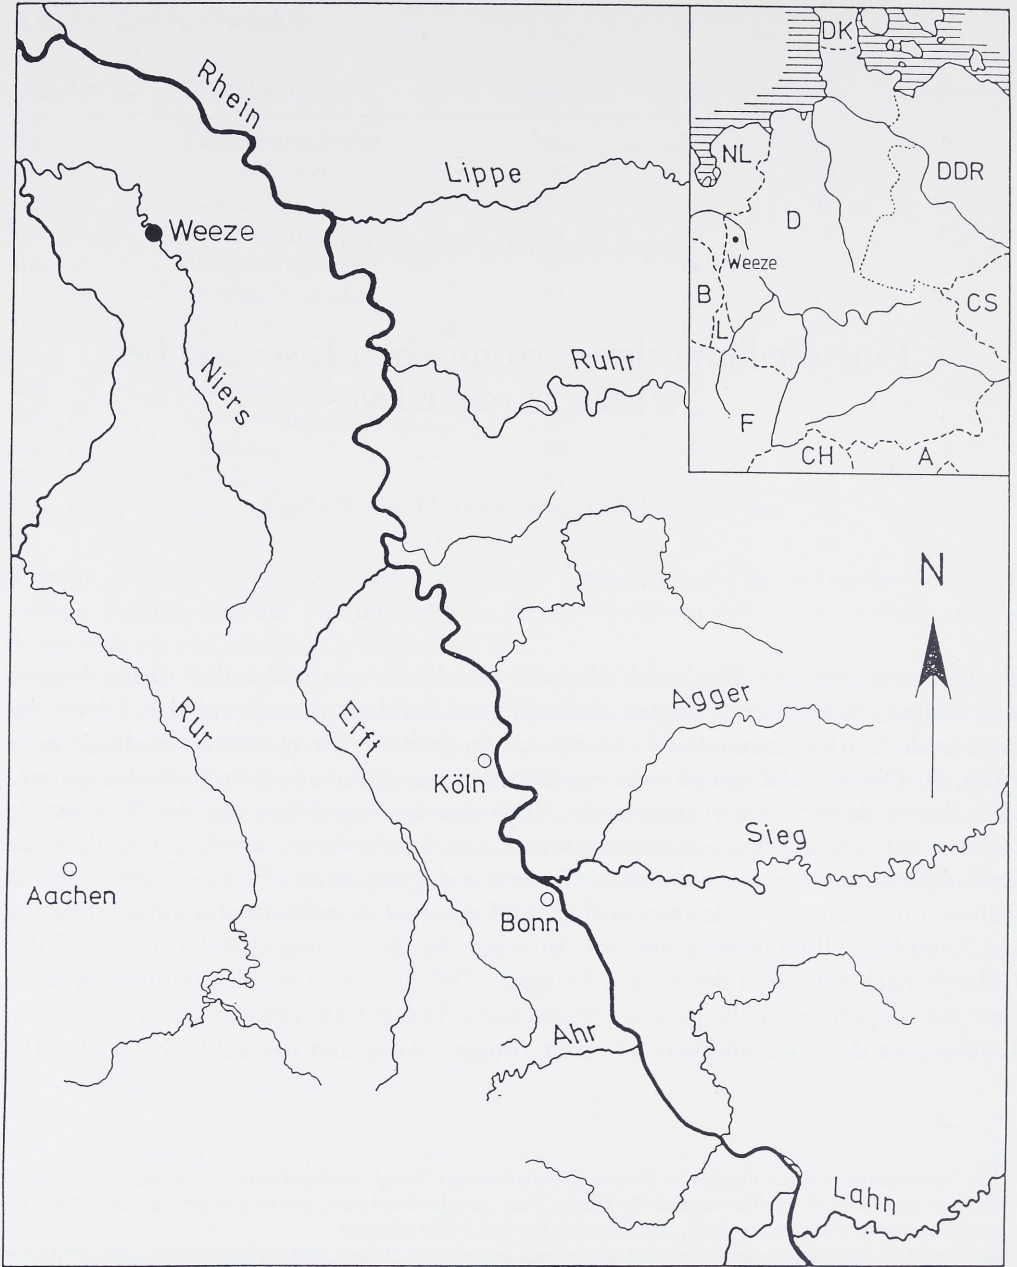 Rhein
Lippe
Weeze
Niers
Ruhr
Rur
Erft
Köln
Agger
Sieg
Aachen
Bonn
Ahr
Lahn
N
DK
NL
DDR
D
Weeze
B
CS
L
F
CH
A